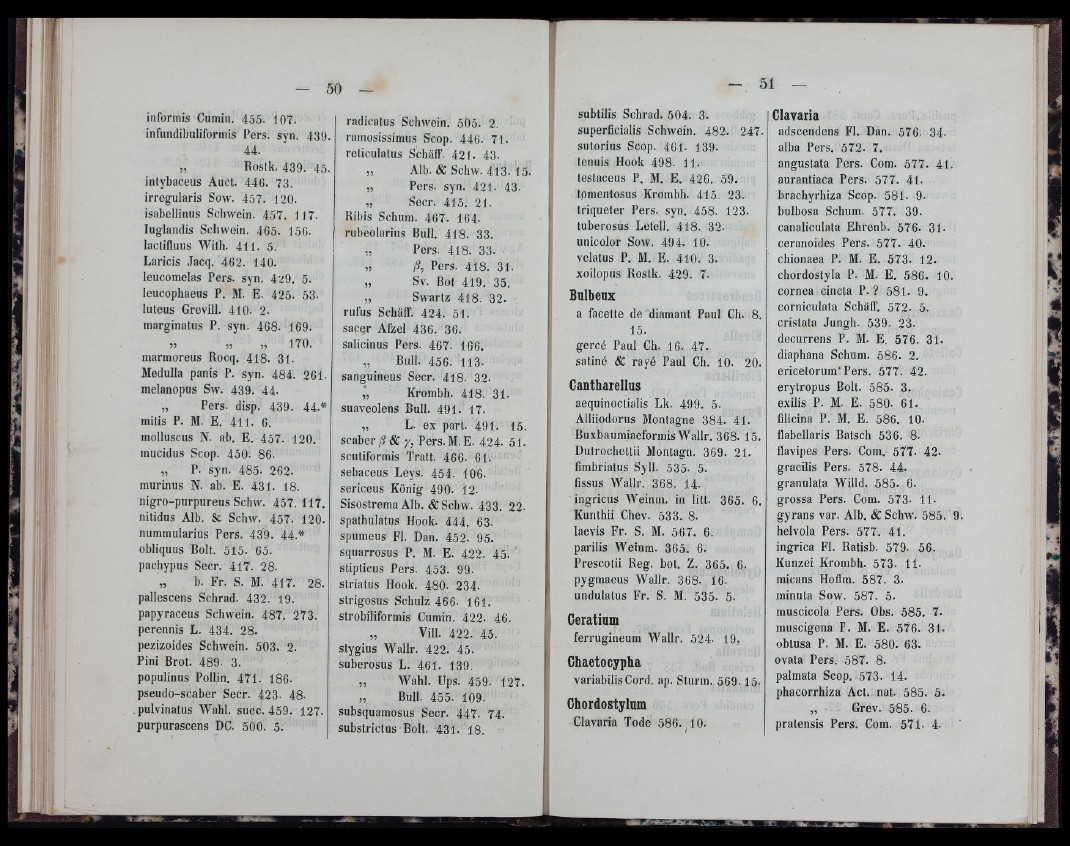 — 50 —
informis Cumin. 455. 107.
infundibuliformis Pers. syn. 439.
44.
„ Rostk. 439. 45.
intybaceus Auct. 446. 73.
irregularis Sow. 457. 120.
isabellinus Schwein. 457. 117.
Iuglandis Schwein. 465. 156.
lactifluus With. 411. 5.
Laricis Jacq. 462. 140.
leucomelas Pers. syn. 429. 5.
leucophaeus P. M. E. 425. 53.
luteus Grevill. 410. 2.
marginatus P. syn. 468. 169.
„ „ „ 170.
marmoreus Rocq. 418. 31.
Medulla panis P. syn. 484. 261.
melanopus Sw. 439. 44.
„ Pers. disp. 439. 44.*
mitis P. M. E. 411. 6.
molluscus N. ab. E. 457. 120.
mucidus Scop. 450. 86.
„ P. syn. 485. 262.
murinus N. ab. E. 431. 18.
nigro-purpureus Schw. 457. 117.
nitidus Alb. & Schw. 457. 120.
nummularius Pers. 439. 44.*
obliquus Bolt. 515. 65.
pachypus Secr. 417. 28.
„ b. Fr. S. M. 417. 28.
pallescens Schrad. 432. 19.
papyraceus Schwein. 487. 273.
perennis L. 434. 28.
pezizoides Schwein. 503. 2.
Pini Brot. 489. 3.
populinus Pollin. 471. 186.
pseudo-scaber Secr. 423. 48.
pulvinatus Wahl. suec. 459. 127.
purpurascens DC. 500. 5.
radicatus Schwein. 505. 2.
ramosissimus Scop. 446. 71.
reticulatus Schäff. 421. 43.
„ Alb. & Schw. 413. 15.
„ Pers. syn. 421. 43.
„ Secr. 415. 21.
Ribis Schum. 467. 164.
rubeolarius Bull. 418. 33.
„ Pers. 418. 33.
„ β, Pers. 418. 31.
„ Sv. Bot 419. 35.
„ Swartz 418. 32.
rufus Schäff. 424. 51.
sacer Afzel 436. 36.
salicinus Pers. 467. 166.
„ Bull. 456. 113.
sanguineus Secr. 418. 32.
„ Krombh. 418. 31.
suaveolens Bull. 491. 17.
„ L. ex part. 491. 15.
scaber β & γ, Pers. M. E. 424. 51.
scutiformis Tratt. 466. 61.
sebaceus Leys. 454. 106.
sericeus König 490. 12.
Sisostrema Alb. & Schw. 433. 22.
spathulatus Hook. 444. 63.
spumeus Fl. Dan. 452. 95.
squarrosus P. M. E. 422. 45.
stipticus Pers. 453. 99.
striatus Hook. 480. 234.
strigosus Schulz 466. 161.
strobiliformis Cumin. 422. 46.
„ Vill. 422. 45.
stygius Wallr. 422. 45.
suberosus L. 461. 139.
„ Wahl. Ups. 459. 127.
„ Bull. 455. 109.
subsquamosus Secr. 447. 74.
substrictus Bolt. 431. 18.
— 51 —
subtilis Schrad. 504. 3.
superficialis Schwein. 482. 247.
sutorius Scop. 461. 139.
tenuis Hook 498. 11.
testaceus P. M. E. 426. 59.
tomentosus Krombh. 415. 23.
triqueter Pers. syn. 458. 123.
tuberosus Letell. 418. 32.
unicolor Sow. 494. 10.
velatus P. M. E. 410. 3.
xoilopus Rostk. 429. 7.
Bulbeux
a facette de diamant Paul Ch. 8.
15.
gercé Paul Ch. 16. 47.
satiné & rayé Paul Ch. 10. 20.
Cantharellus
aequinoctialis Lk. 499. 5.
Alliiodorus Montagne 384. 41.
Buxbaumiaeformis Wallr. 368. 15.
Dutrochettii Montagu. 369. 21.
fimbriatus Syll. 535. 5.
fissus Wallr. 368. 14.
ingricus Weinm. in litt. 365. 6.
Kunthii Chev. 533. 8.
laevis Fr. S. M. 567. 6.
parilis Weinm. 365. 6.
Prescotii Reg. bot. Z. 365. 6.
pygmaeus Wallr. 368. 16.
undulatus Fr. S. M. 535. 5.
Ceratium
ferrugineum Wallr. 524. 19.
Chaetocypha
variabilis Cord. ap. Sturm. 569. 15.
Chordostylum
Clavaria Tode 586. 10.
Clavaria
adscendens Fl. Dan. 576. 34.
alba Pers. 572. 7.
angustata Pers. Com. 577. 41.
aurantiaca Pers. 577. 41.
brachyrhiza Scop. 581. 9.
bulbosa Schum. 577. 39.
canaliculata Ehrenb. 576. 31.
ceranoides Pers. 577. 40.
chionaea P. M. E. 573. 12.
chordostyla P. M. E. 586. 10.
cornea cincta P. ? 581. 9.
corniculata Schäff. 572. 5.
cristata Jungh. 539. 23.
decurrens P. M. E. 576. 31.
diaphana Schum. 586. 2.
ericetorum Pers. 577. 42.
erytropus Bolt. 585. 3.
exilis P. M. E. 580. 61.
filicina P. M. E. 586. 10.
flabellaris Batsch 536. 8.
flavipes Pers. Com. 577. 42.
gracilis Pers. 578. 44.
granulata Willd. 585. 6.
grossa Pers. Com. 573. 11.
gyrans var. Alb. & Schw. 585. 9.
helvola Pers. 577. 41.
ingrica Fl. Ratisb. 579. 56.
Kunzei Krombh. 573. 11.
micans Hoffm. 587. 3.
minuta Sow. 587. 5.
muscicola Pers. Obs. 585. 7.
muscigena P. M. E. 576. 31.
obtusa P. M. E. 580. 63.
ovata Pers. 587. 8.
palmata Scop. 573. 14.
phacorrhiza Act. nat. 585. 5.
„ Grev. 585. 6.
pratensis Pers. Com. 571. 4.